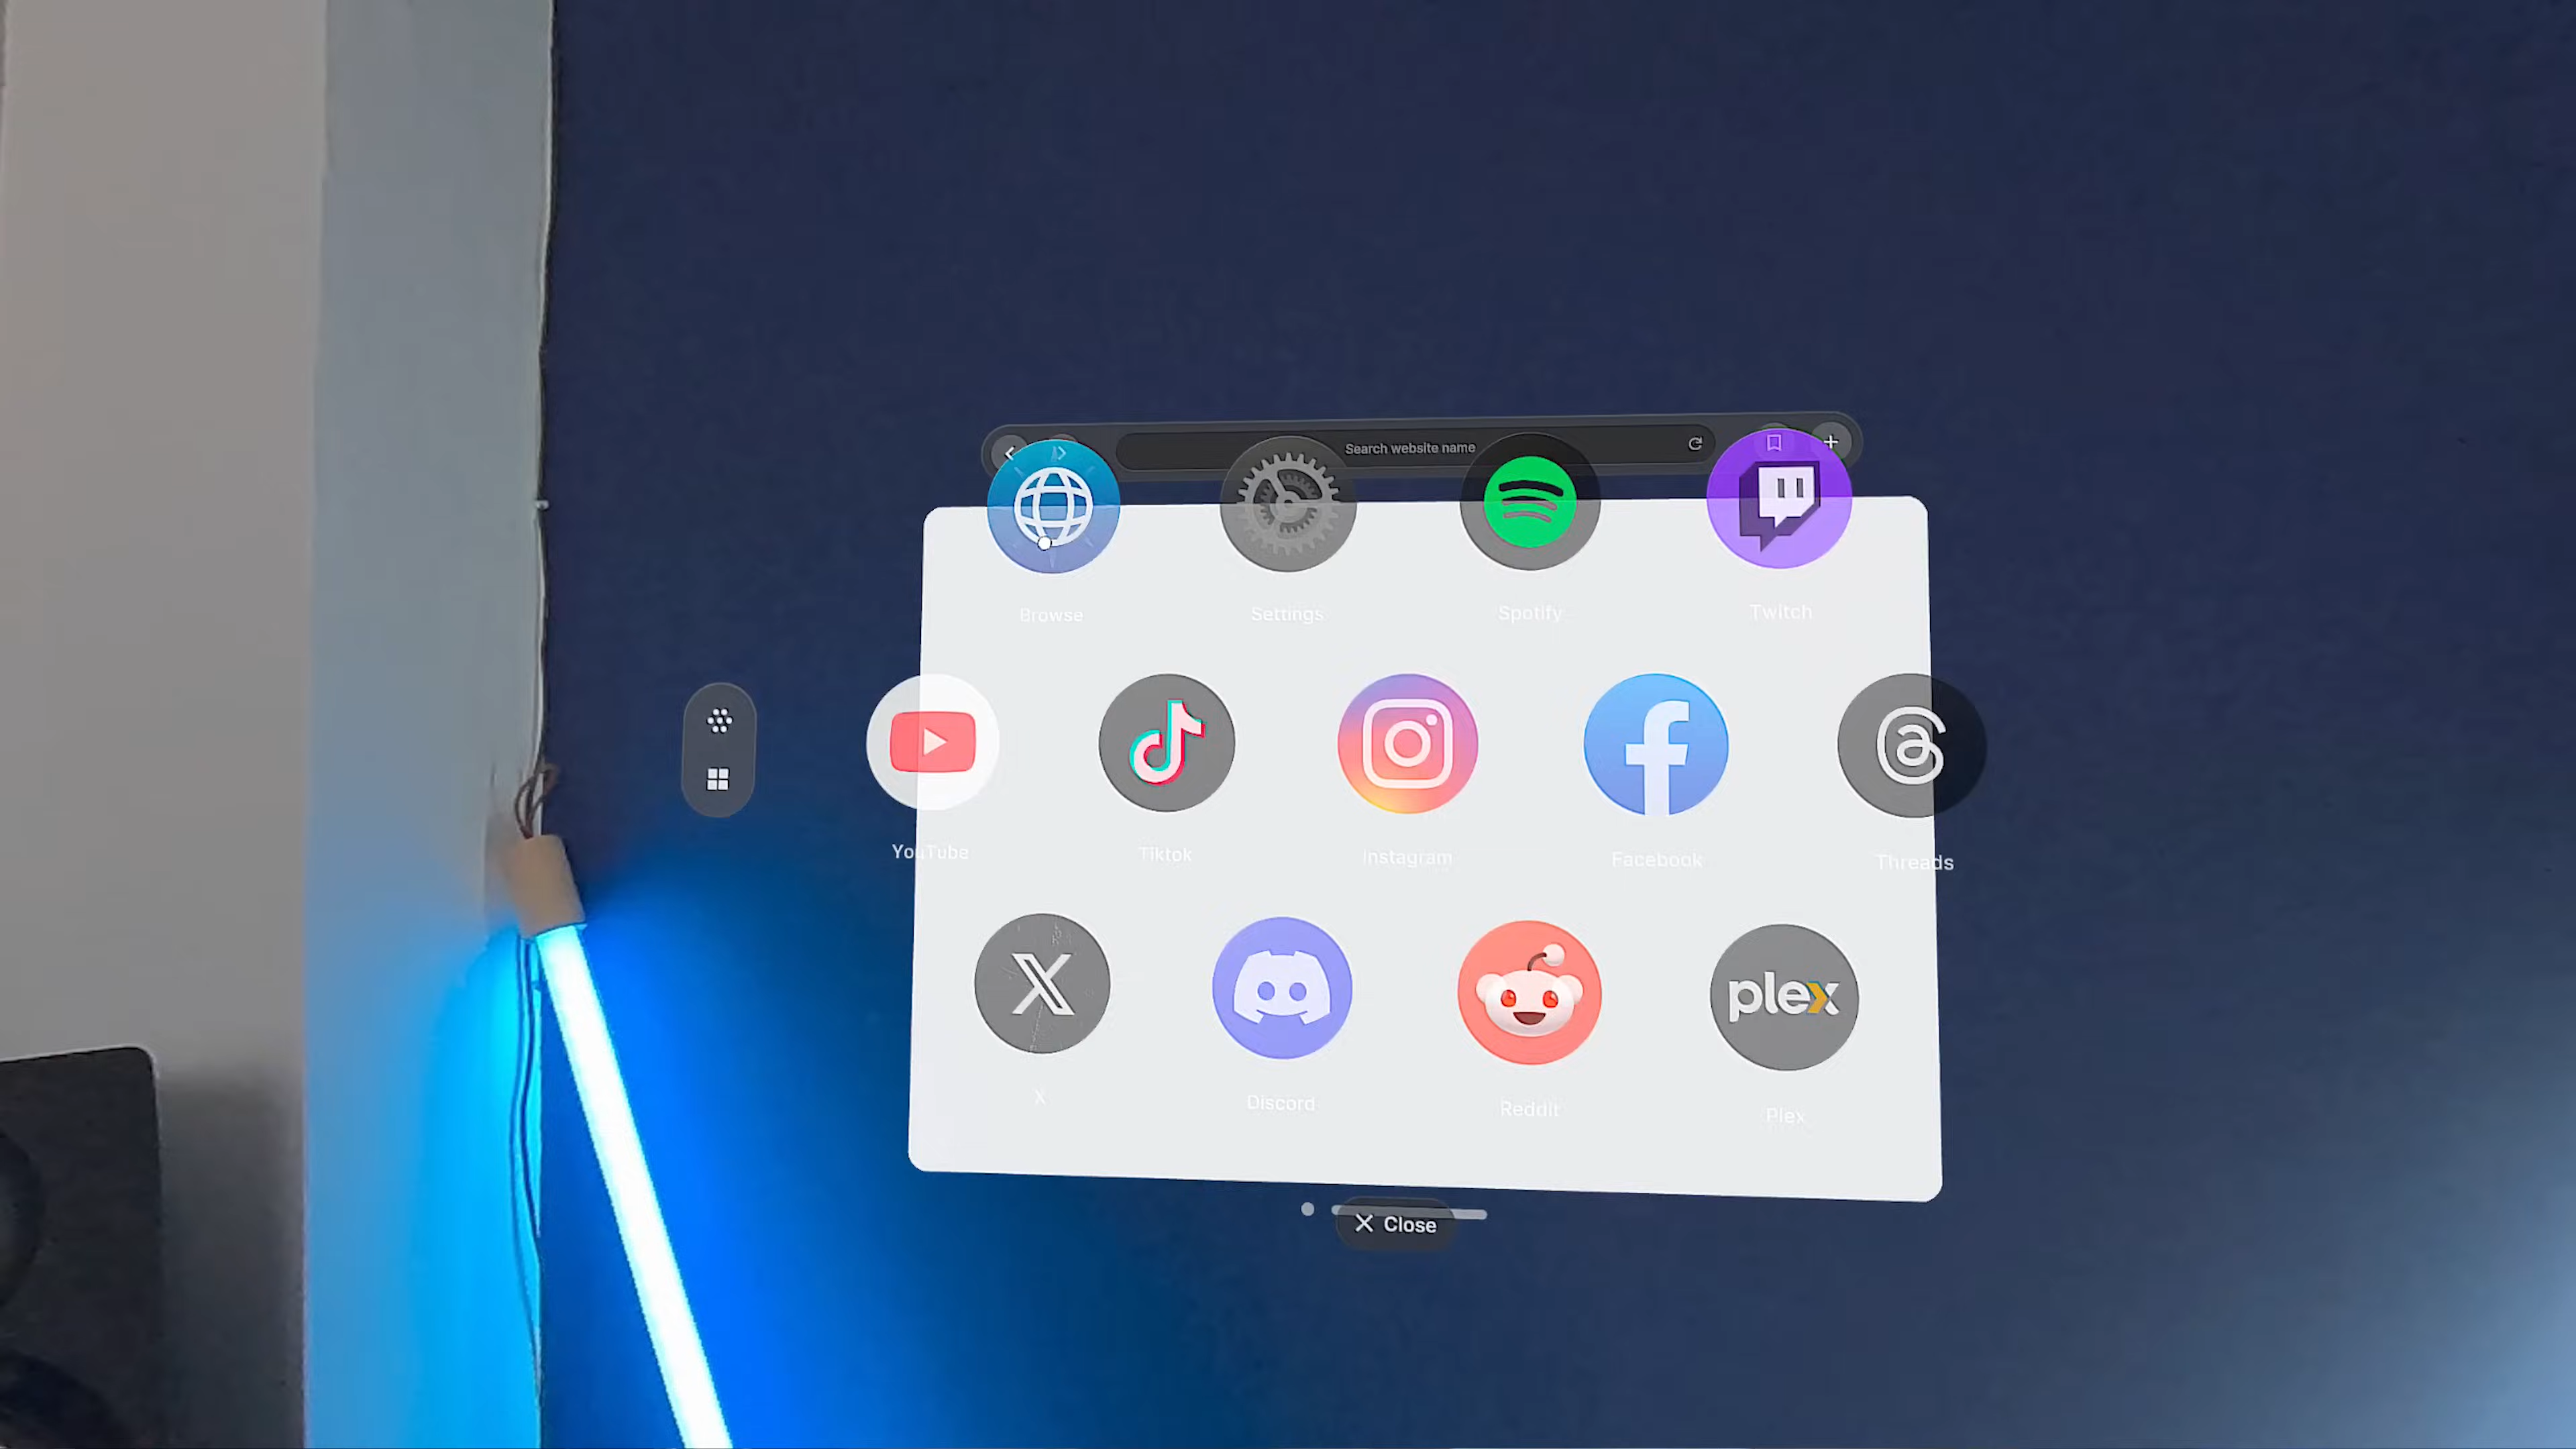 Search website name
Browse
Settings
Spotify
Twitch
YouTube
Tiktok
Instagram
Facebook
Threads
plex
X
Discord
Reddit
Plex
Close